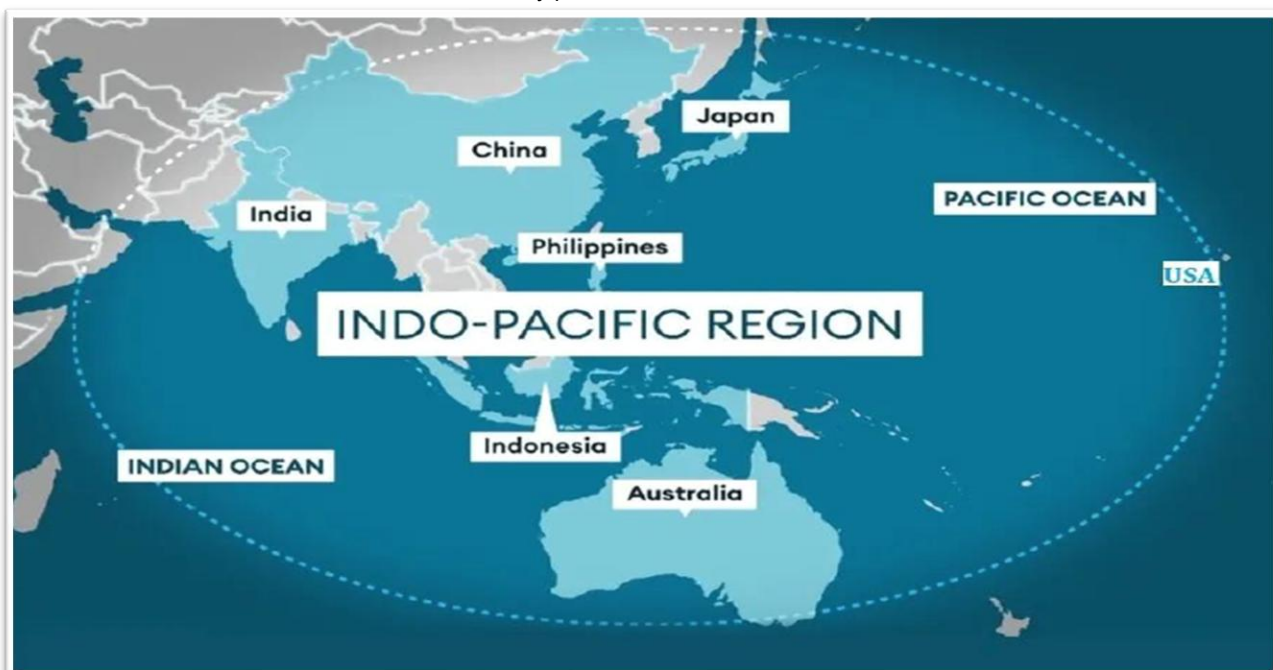 Japan
China
PACIFIC OCEAN
India
Philippines
USA
INDO-PACIFIC REGION
Indonesia
INDIAN OCEAN
Australia